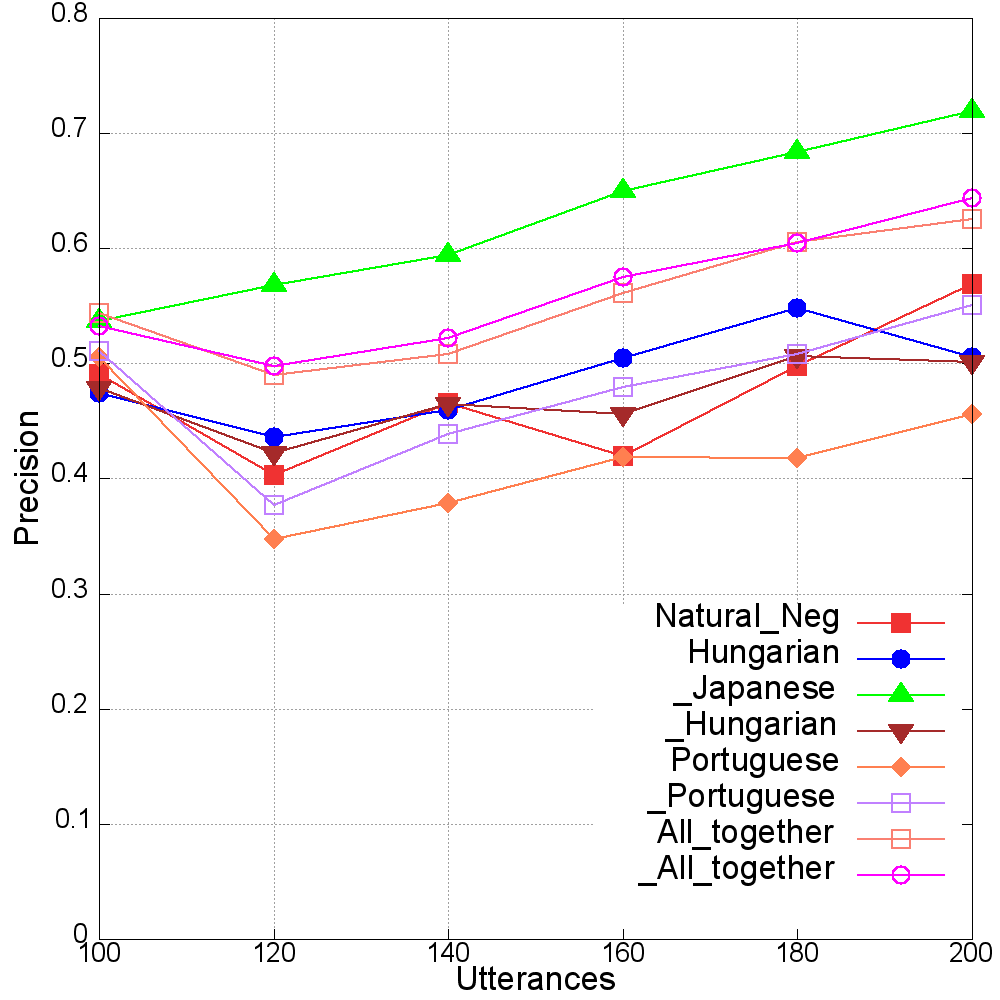 0.8
0.7
0.6
0.5
0.4
0.3
0.2
0.1
0
Precision
100 120 140 160 180 200
Utterances
Natural_Neg
Hungarian
_Japanese
_Hungarian
Portuguese
_Portuguese
All_together
_All_together